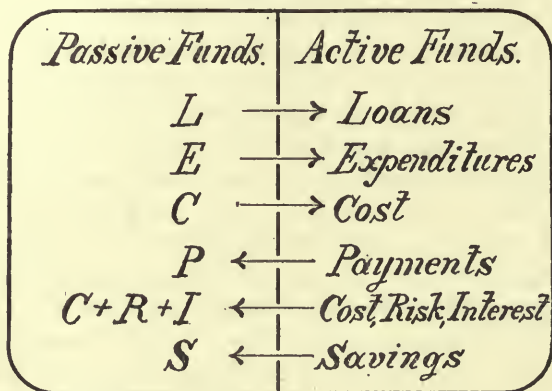 Passive Funds. Active Funds.
L Loans
E Expenditures
C Cost
P Payments
C + R + I Cost, Risk, Interest
S Savings